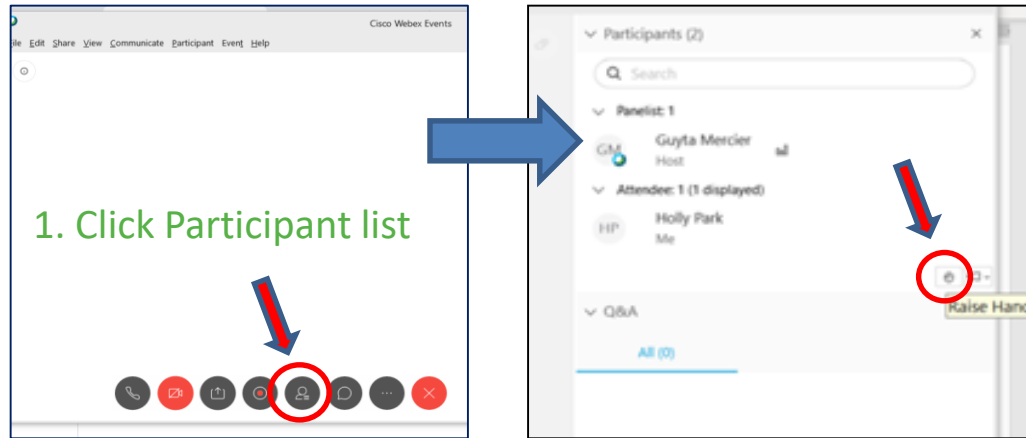 Cisco Webex Events
ile Edit Share View Communicate Participant Event Help
1. Click Participant list
Participants (2)
Search
Panelist: 1
GM
Guyta Mercier
Host
Attendee: 1 (1 displayed)
HP
Holly Park
Me
Raise Hand
Q&A
All (0)